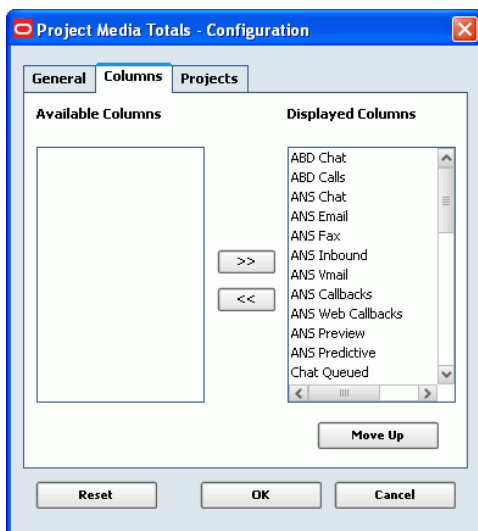 Project Media Totals - Configuration
General Columns Projects
Available Columns Displayed Columns
ABD Chat
ABD Calls
ANS Chat
ANS Email
ANS Fax
ANS Inbound
ANS Vmail
ANS Callbacks
ANS Web Callbacks
ANS Preview
ANS Predictive
Chat Queued
>>
<<
Move Up
Reset OK Cancel